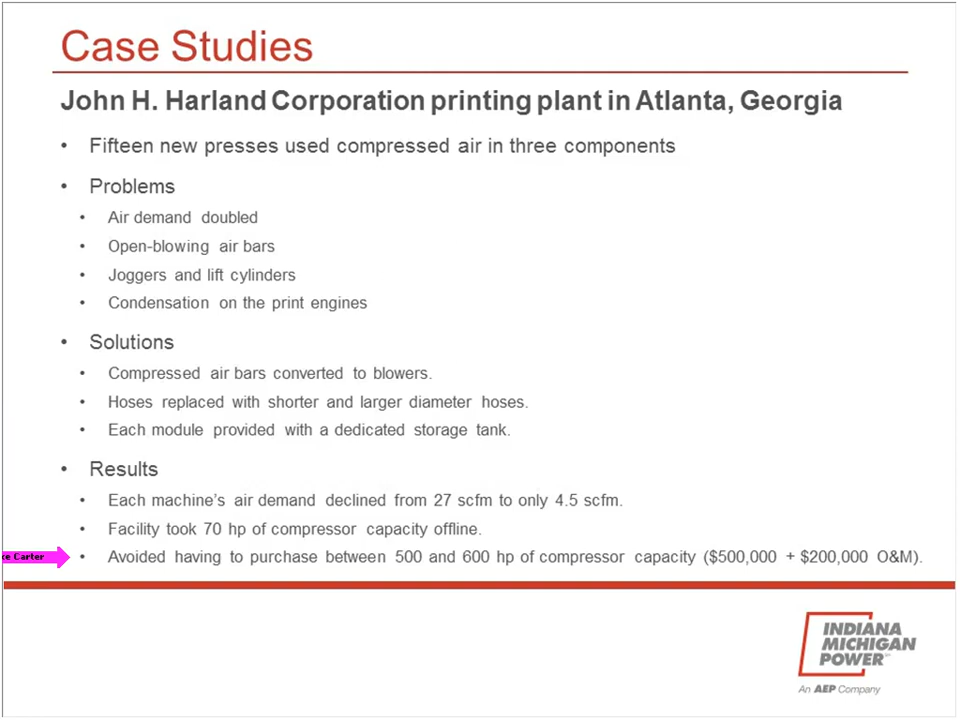 Case Studies
John H. Harland Corporation printing plant in Atlanta, Georgia
• Fifteen new presses used compressed air in three components
• Problems
• Air demand doubled
• Open-blowing air bars
• Joggers and lift cylinders
• Condensation on the print engines
• Solutions
• Compressed air bars converted to blowers.
• Hoses replaced with shorter and larger diameter hoses.
• Each module provided with a dedicated storage tank.
• Results
• Each machine's air demand declined from 27 scfm to only 4.5 scfm.
• Facility took 70 hp of compressor capacity offline.
ke Carter
• Avoided having to purchase between 500 and 600 hp of compressor capacity ($500,000 + $200,000 O&M).
INDIANA
MICHIGAN
POWER
An AEP Company